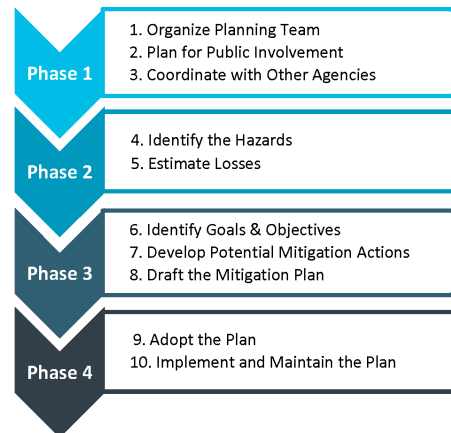 Phase 1
1. Organize Planning Team
2. Plan for Public Involvement
3. Coordinate with Other Agencies
Phase 2
4. Identify the Hazards
5. Estimate Losses
Phase 3
6. Identify Goals & Objectives
7. Develop Potential Mitigation Actions
8. Draft the Mitigation Plan
Phase 4
9. Adopt the Plan
10. Implement and Maintain the Plan